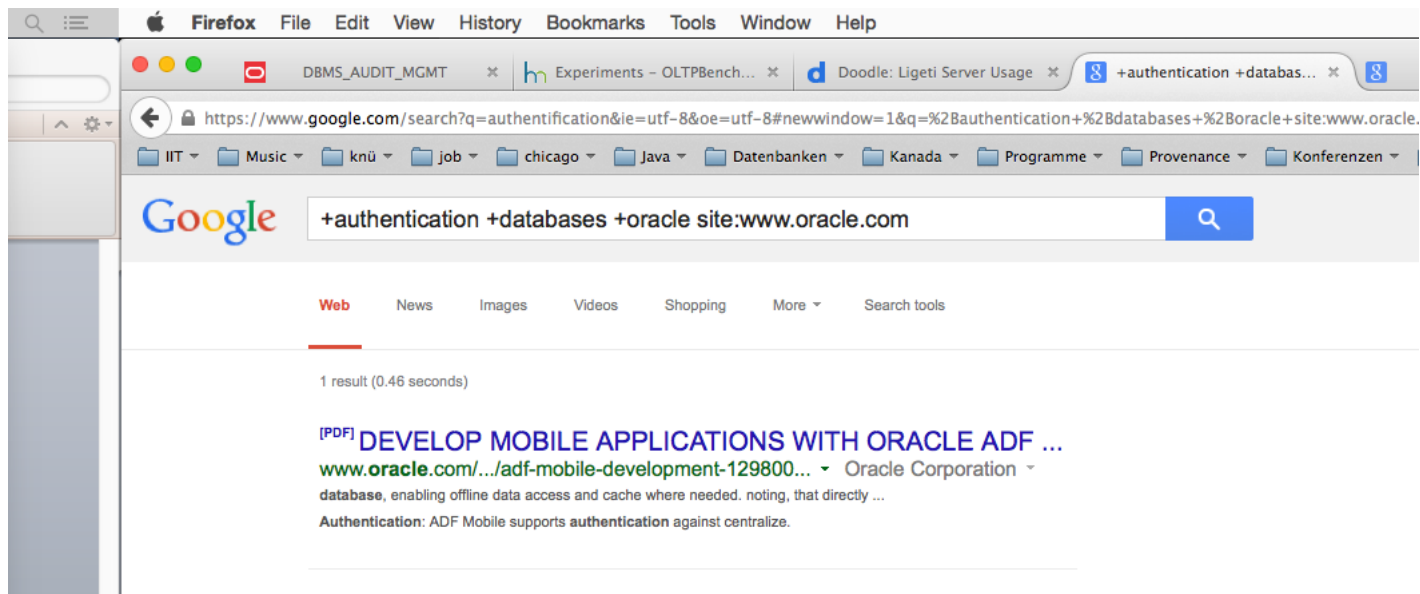 Firefox File Edit View History Bookmarks Tools Window Help
DBMS_AUDIT_MGMT Experiments – OLTPBench... Doodle: Ligeti Server Usage +authentication +databas...
https://www.google.com/search?q=authentification&ie=utf-8&oe=utf-8#newwindow=1&q=%2Bauthentication+%2Bdatabases+%2Boracle+site:www.oracle.
IIT Music knü job chicago Java Datenbanken Kanada Programme Provenance Konferenzen
Google +authentication +databases +oracle site:www.oracle.com
Web News Images Videos Shopping More Search tools
1 result (0.46 seconds)
[PDF] DEVELOP MOBILE APPLICATIONS WITH ORACLE ADF ...
www.oracle.com/.../adf-mobile-development-129800... Oracle Corporation
database, enabling offline data access and cache where needed. noting, that directly ...
Authentication: ADF Mobile supports authentication against centralize.